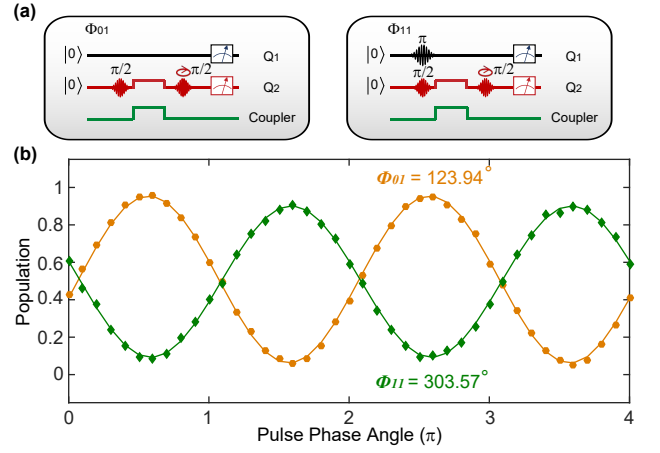 (a)
Φ01
|0⟩ Q1
π/2 π/2
|0⟩ Q2
Coupler
Φ11
π
|0⟩ Q1
π/2 π/2
|0⟩ Q2
Coupler
(b)
Φ01 = 123.94°
1
0.8
0.6
0.4
0.2
0
Population
Φ11 = 303.57°
0 1 2 3 4
Pulse Phase Angle (π)